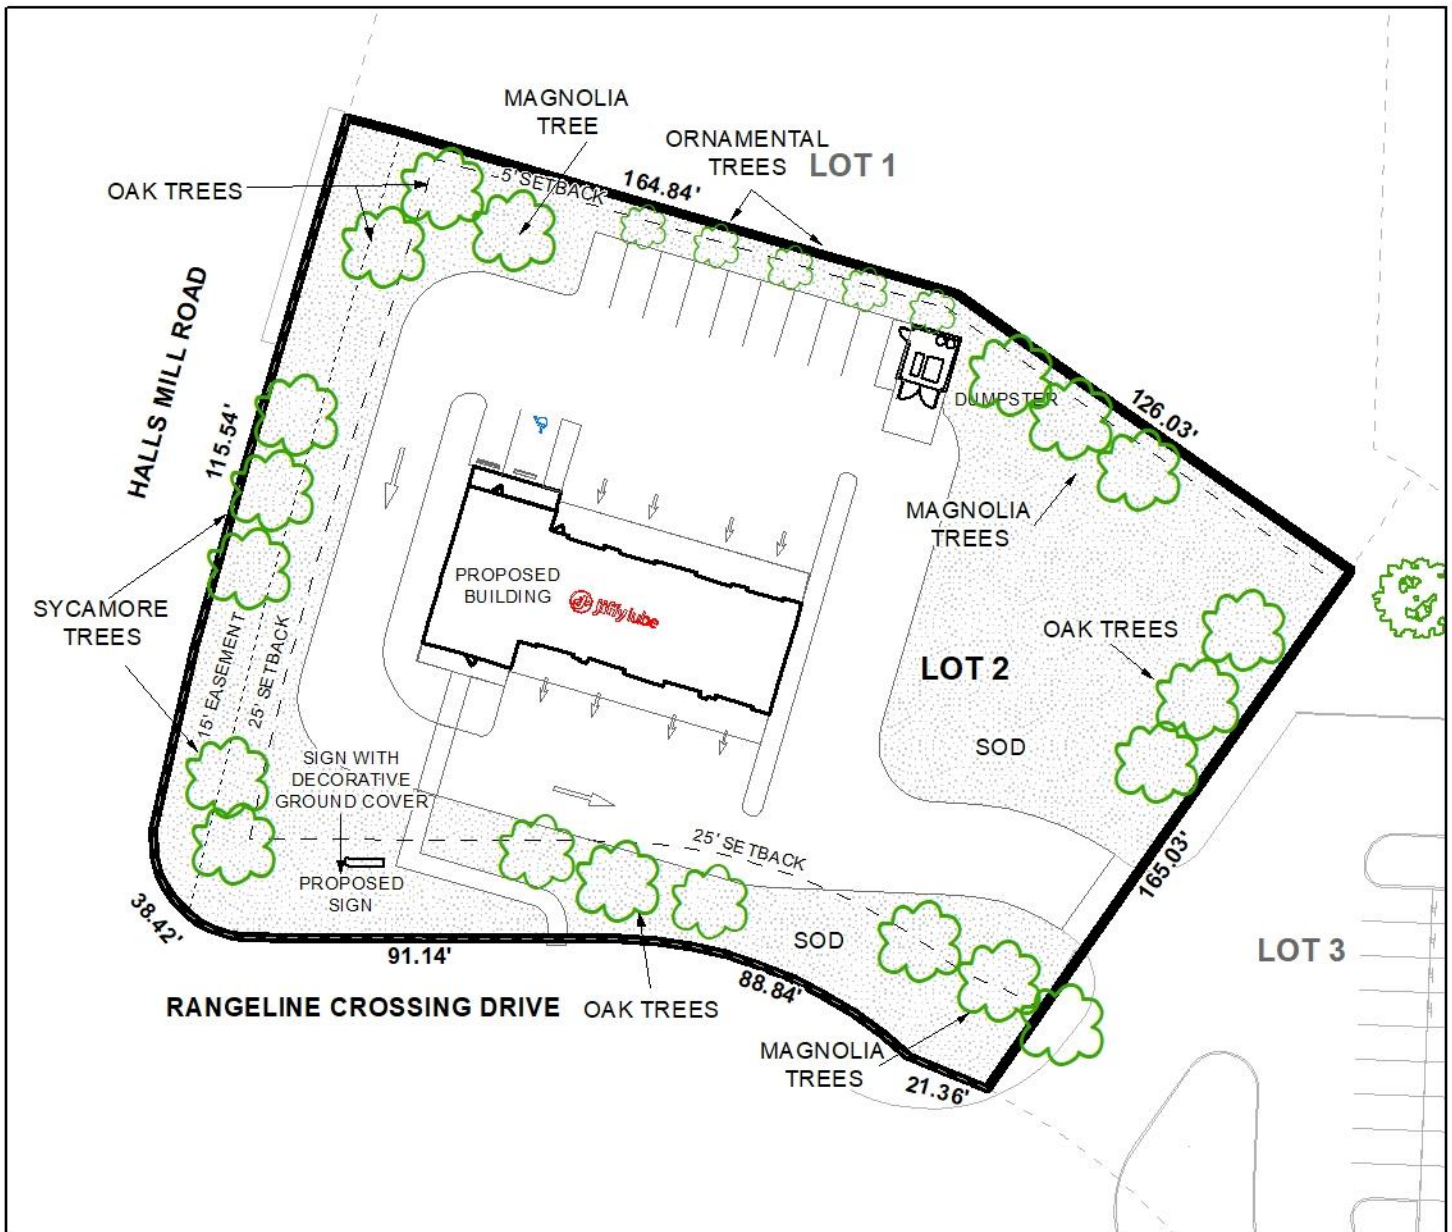 MAGNOLIA
TREE
ORNAMENTAL
TREES
LOT 1
OAK TREES
5' SETBACK
164.84'
HALLS MILL ROAD
115.54'
DUMPSTER
126.03'
MAGNOLIA
TREES
PROPOSED
BUILDING
jiffy lube
SYCAMORE
TREES
15' EASEMENT
25' SETBACK
OAK TREES
LOT 2
SOD
SIGN WITH
DECORATIVE
GROUND COVER
PROPOSED
SIGN
25' SETBACK
165.03'
38.42'
91.14'
SOD
LOT 3
88.84'
RANGELINE CROSSING DRIVE
OAK TREES
MAGNOLIA
TREES
21.36'